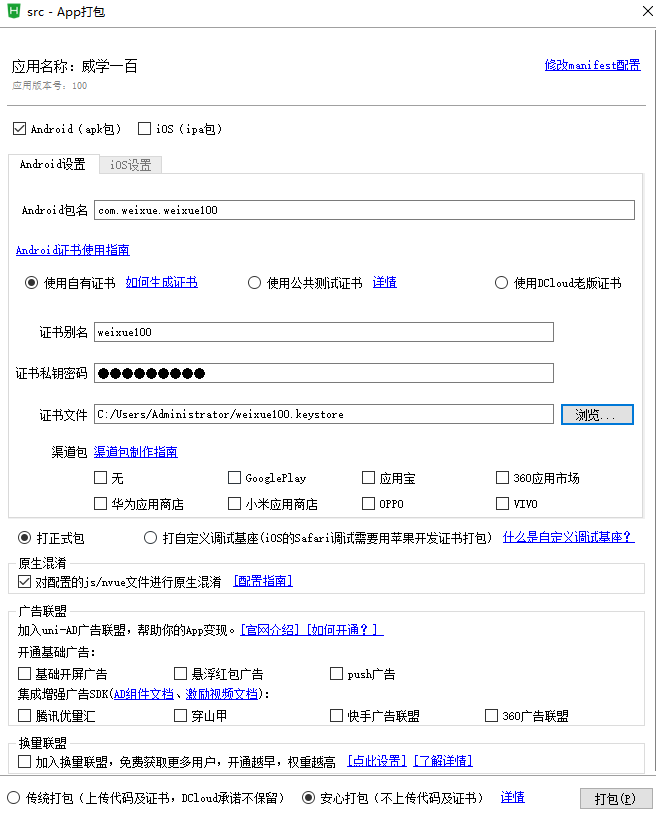 src - App打包
应用名称：威学一百 修改manifest配置
应用版本号：100
Android（apk包） iOS（ipa包）
Android设置 iOS设置
Android包名 com.weixue.weixue100
Android证书使用指南
使用自有证书 如何生成证书 使用公共测试证书 详情 使用DCloud老版证书
证书别名 weixue100
证书私钥密码 ●●●●●●●●●
证书文件 C:/Users/Administrator/weixue100.keystore 浏览...
渠道包 渠道包制作指南
无 GooglePlay 应用宝 360应用市场
华为应用商店 小米应用商店 OPPO VIVO
打正式包 打自定义调试基座(iOS的Safari调试需要用苹果开发证书打包) 什么是自定义调试基座？
原生混淆
对配置的js/nvue文件进行原生混淆 [配置指南]
广告联盟
加入uni-AD广告联盟，帮助你的App变现。[官网介绍] [如何开通？]
开通基础广告：
基础开屏广告 悬浮红包广告 push广告
集成增强广告SDK(AD组件文档、激励视频文档)：
腾讯优量汇 穿山甲 快手广告联盟 360广告联盟
换量联盟
加入换量联盟，免费获取更多用户，开通越早，权重越高 [点此设置] [了解详情]
传统打包（上传代码及证书，DCloud承诺不保留） 安心打包（不上传代码及证书） 详情 打包(P)